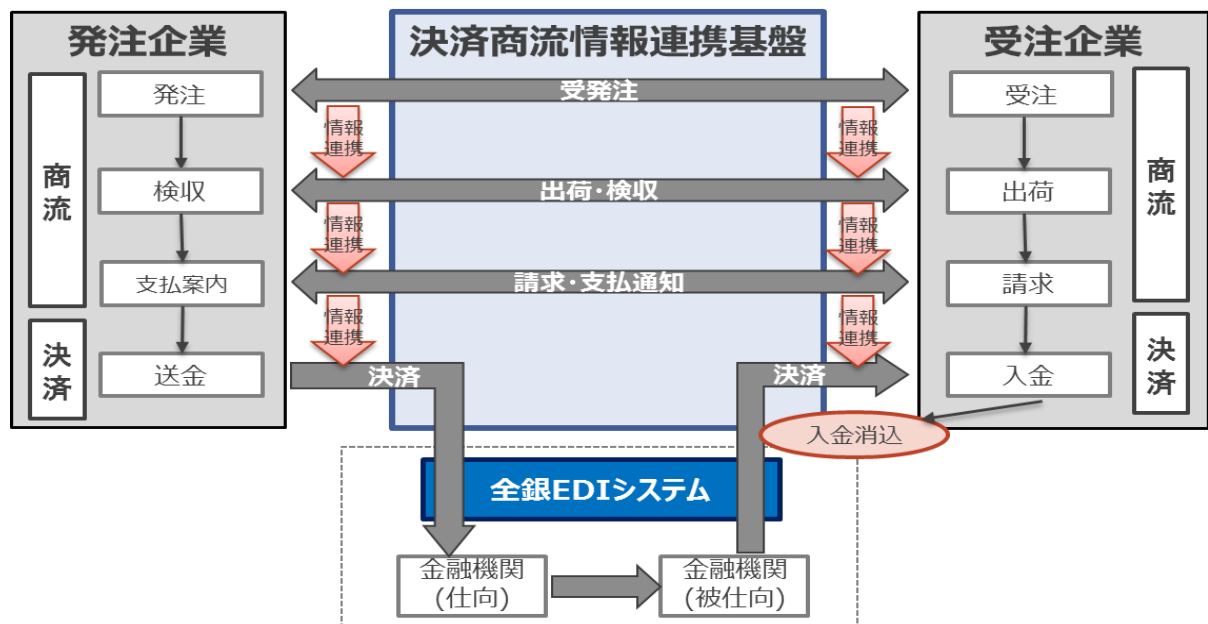 発注企業
決済商流情報連携基盤
受注企業
商流
発注
検収
支払案内
決済
送金
受発注
情報
連携
情報
連携
出荷・検収
情報
連携
情報
連携
請求・支払通知
情報
連携
情報
連携
決済
決済
受注
出荷
請求
入金
商流
決済
入金消込
全銀EDIシステム
金融機関
(仕向)
金融機関
(被仕向)